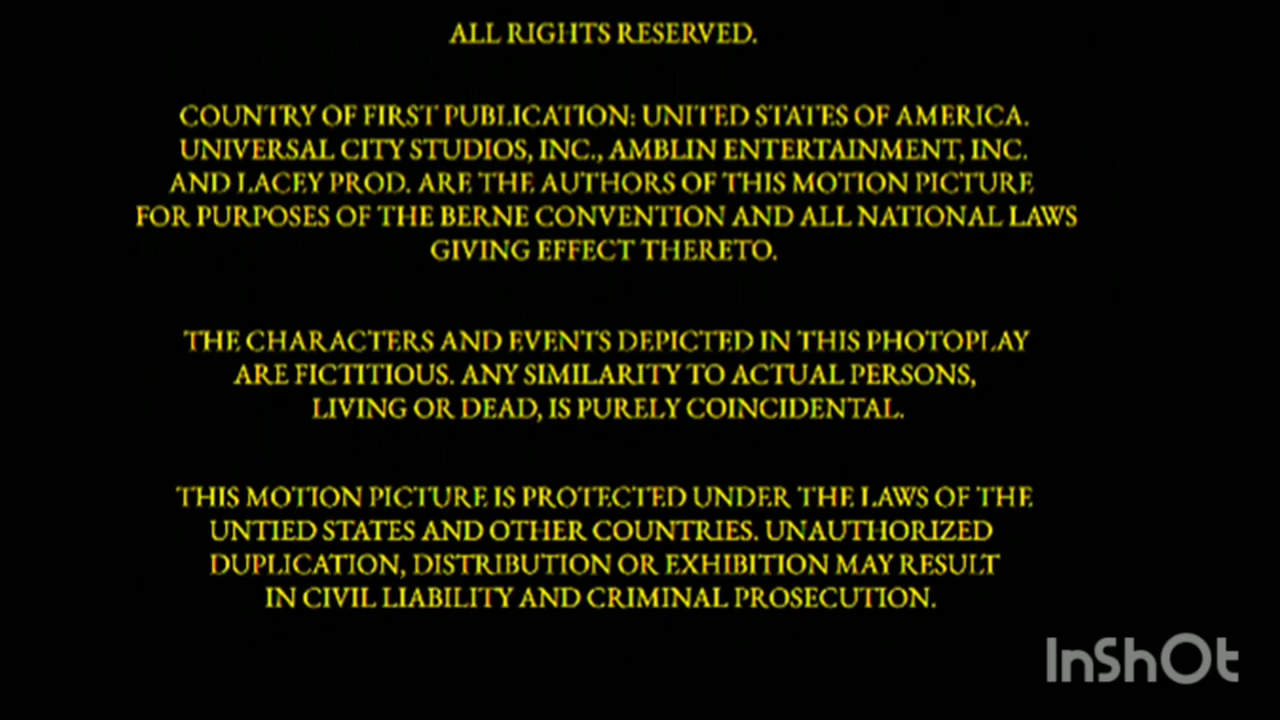 ALL RIGHTS RESERVED.
COUNTRY OF FIRST PUBLICATION: UNITED STATES OF AMERICA.
UNIVERSAL CITY STUDIOS, INC., AMBLIN ENTERTAINMENT, INC.
AND LACEY PROD. ARE THE AUTHORS OF THIS MOTION PICTURE
FOR PURPOSES OF THE BERNE CONVENTION AND ALL NATIONAL LAWS
GIVING EFFECT THERETO.
THE CHARACTERS AND EVENTS DEPICTED IN THIS PHOTOPLAY
ARE FICTITIOUS. ANY SIMILARITY TO ACTUAL PERSONS,
LIVING OR DEAD, IS PURELY COINCIDENTAL.
THIS MOTION PICTURE IS PROTECTED UNDER THE LAWS OF THE
UNTIED STATES AND OTHER COUNTRIES. UNAUTHORIZED
DUPLICATION, DISTRIBUTION OR EXHIBITION MAY RESULT
IN CIVIL LIABILITY AND CRIMINAL PROSECUTION.
InShOt